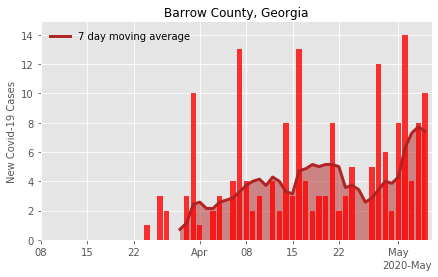 Barrow County, Georgia
7 day moving average
New Covid-19 Cases
14
12
10
8
6
4
2
0
08
15
22
Apr
08
15
22
May
2020-May